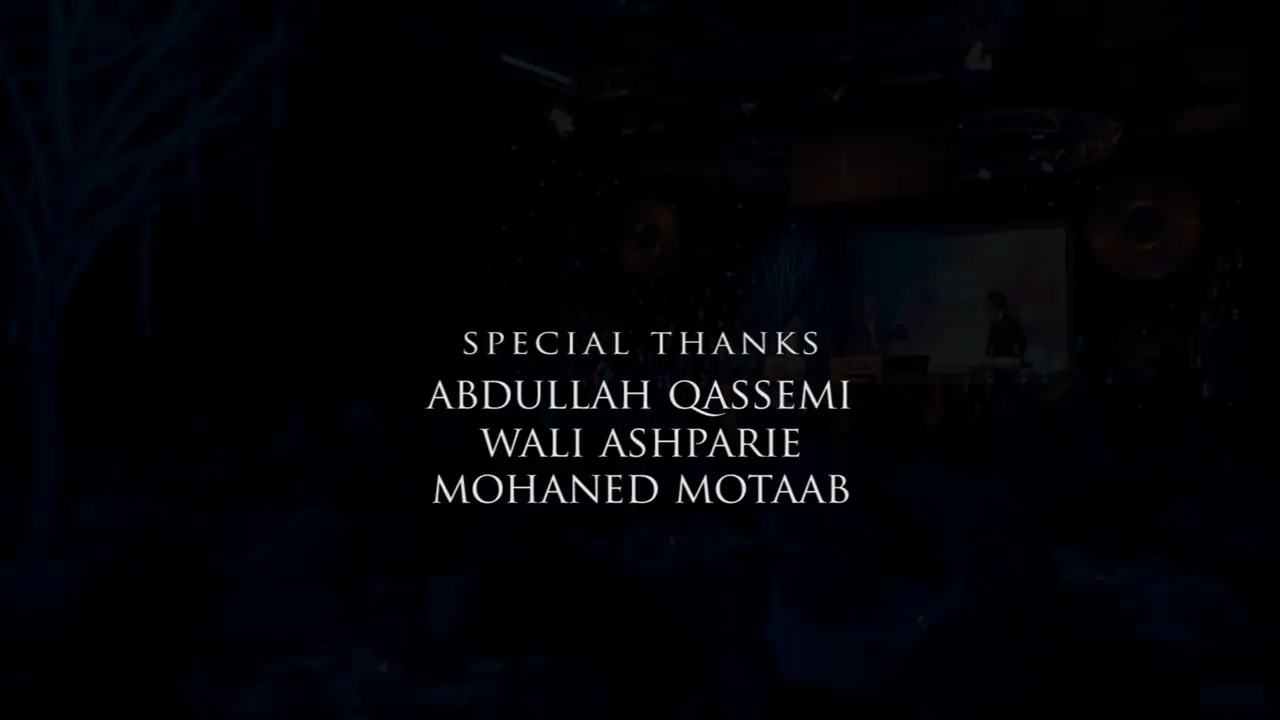 SPECIAL THANKS
ABDULLAH QASSEMI
WALI ASHPARIE
MOHANED MOTAAB